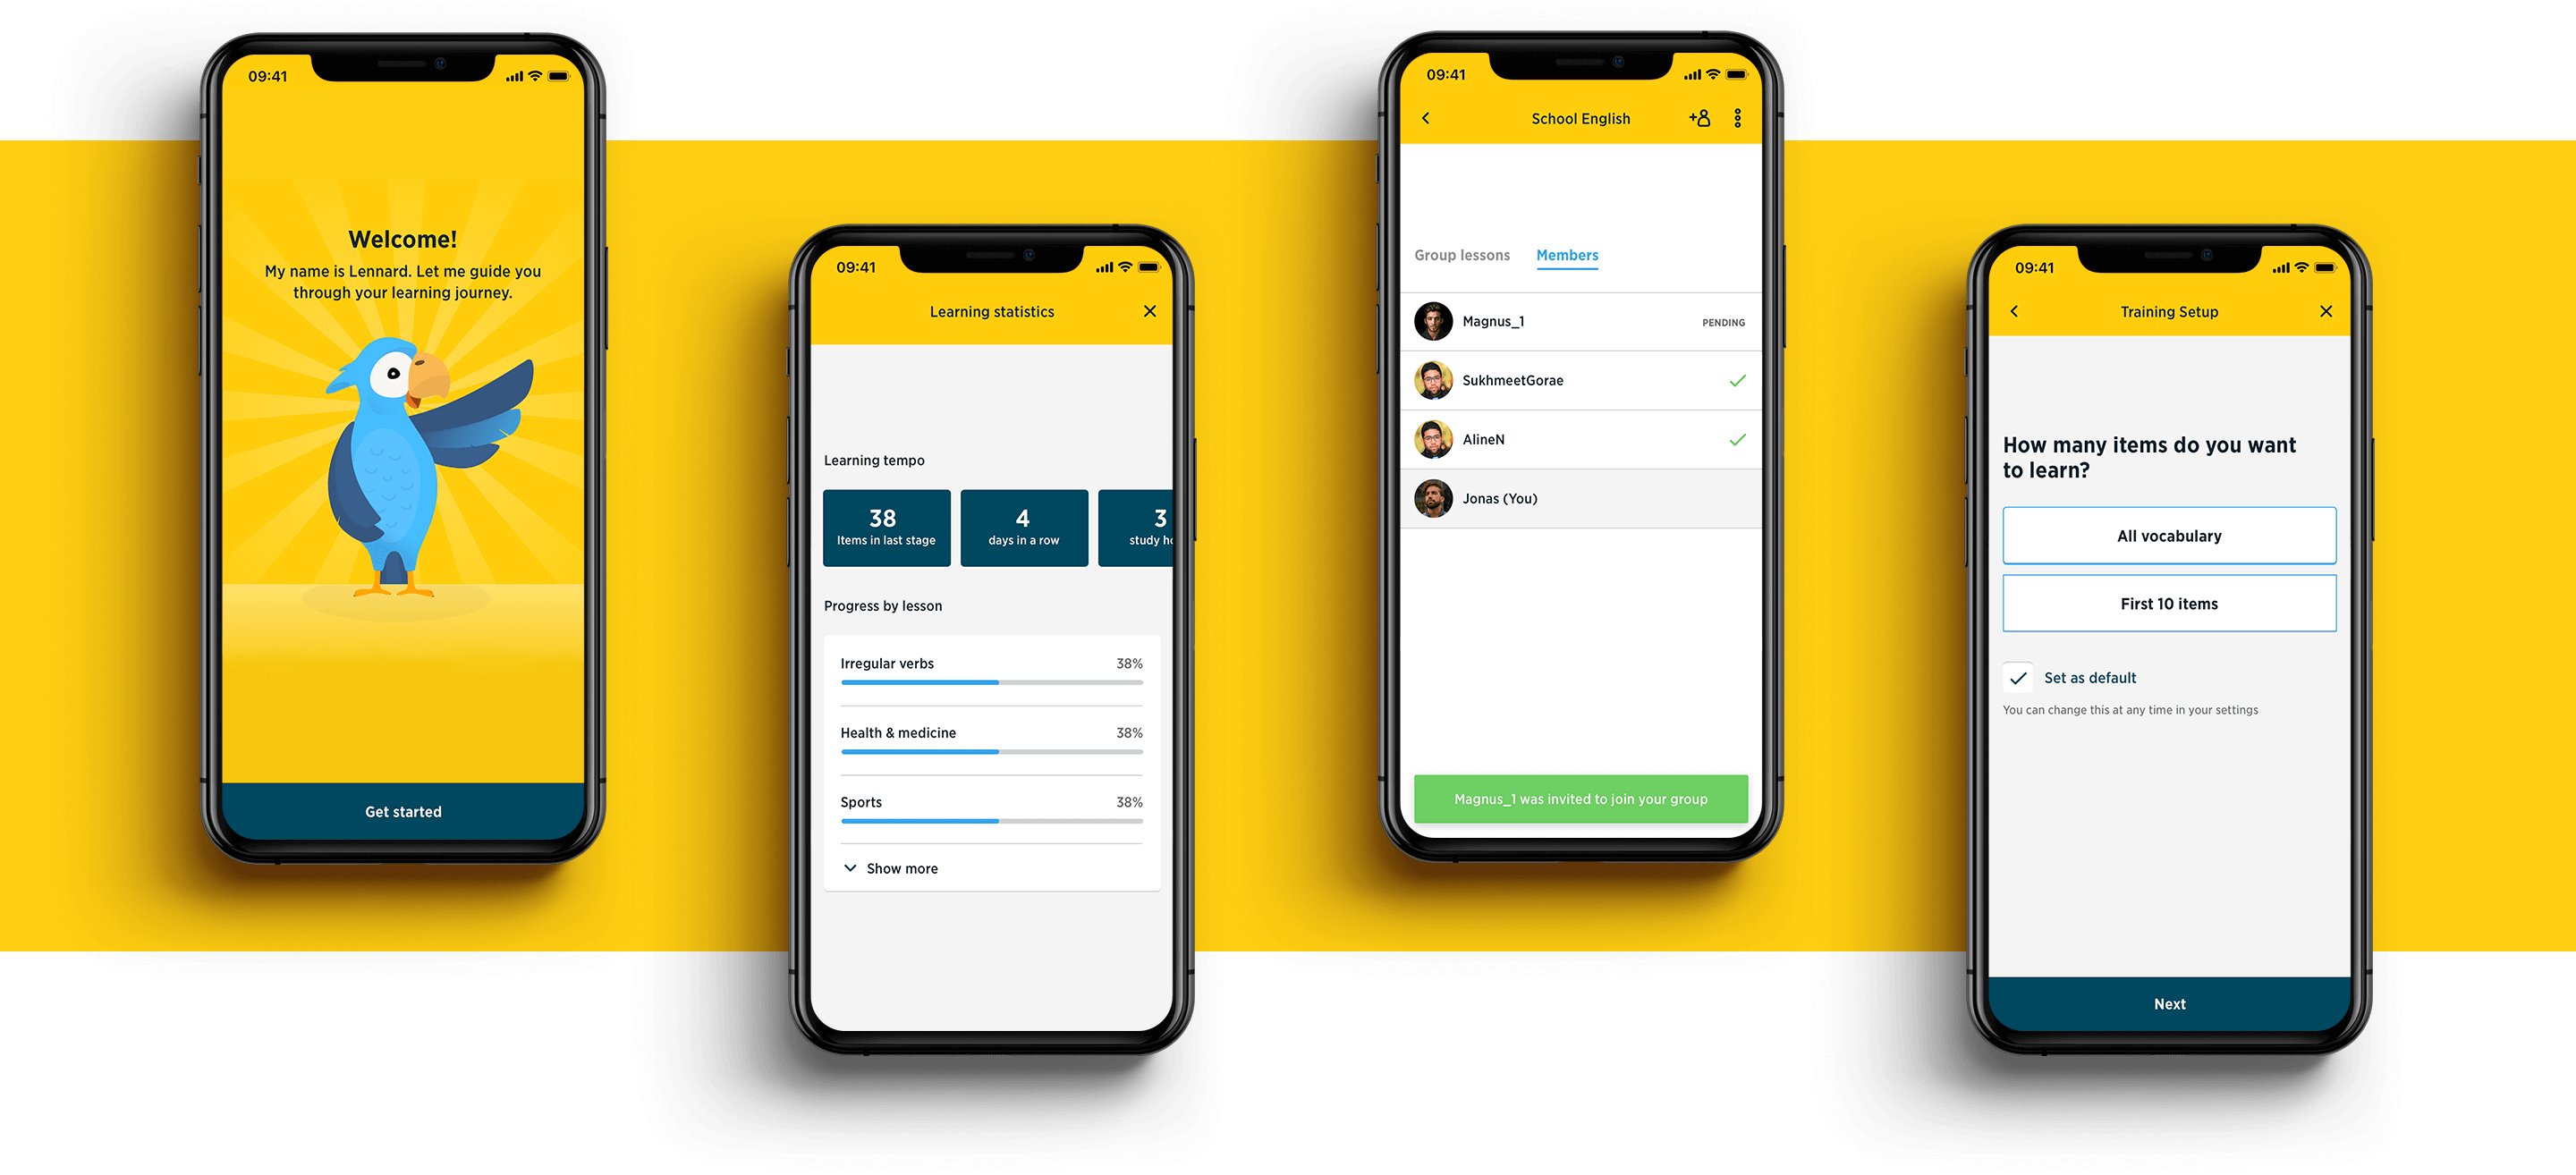 09:41
Welcome!
My name is Lennard. Let me guide you
through your learning journey.
Get started
09:41
Learning statistics
Learning tempo
38
Items in last stage
4
days in a row
3
study
Progress by lesson
Irregular verbs 38%
Health & medicine 38%
Sports 38%
Show more
09:41
School English
Group lessons Members
Magnus_1 PENDING
SukhmeetGorae
AlineN
Jonas (You)
Magnus_1 was invited to join your group
09:41
Training Setup
How many items do you want
to learn?
All vocabulary
First 10 items
Set as default
You can change this at any time in your settings
Next